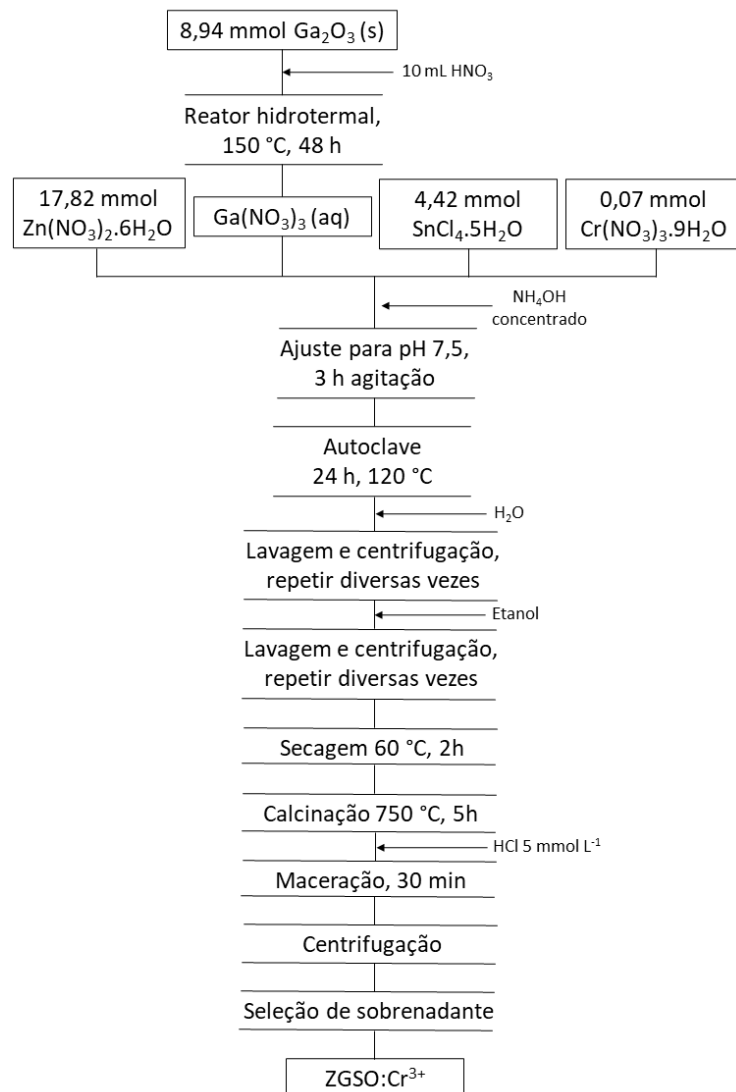 8,94 mmol Ga₂O₃ (s)
10 mL HNO₃
Reator hidrotermal,
150 °C, 48 h
17,82 mmol
Zn(NO₃)₂.6H₂O
Ga(NO₃)₃ (aq)
4,42 mmol
SnCl₄.5H₂O
0,07 mmol
Cr(NO₃)₃.9H₂O
NH₄OH
concentrado
Ajuste para pH 7,5,
3 h agitação
Autoclave
24 h, 120 °C
H₂O
Lavagem e centrifugação,
repetir diversas vezes
Etanol
Lavagem e centrifugação,
repetir diversas vezes
Secagem 60 °C, 2h
Calcinação 750 °C, 5h
HCl 5 mmol L⁻¹
Maceração, 30 min
Centrifugação
Seleção de sobrenadante
ZGSO:Cr³⁺